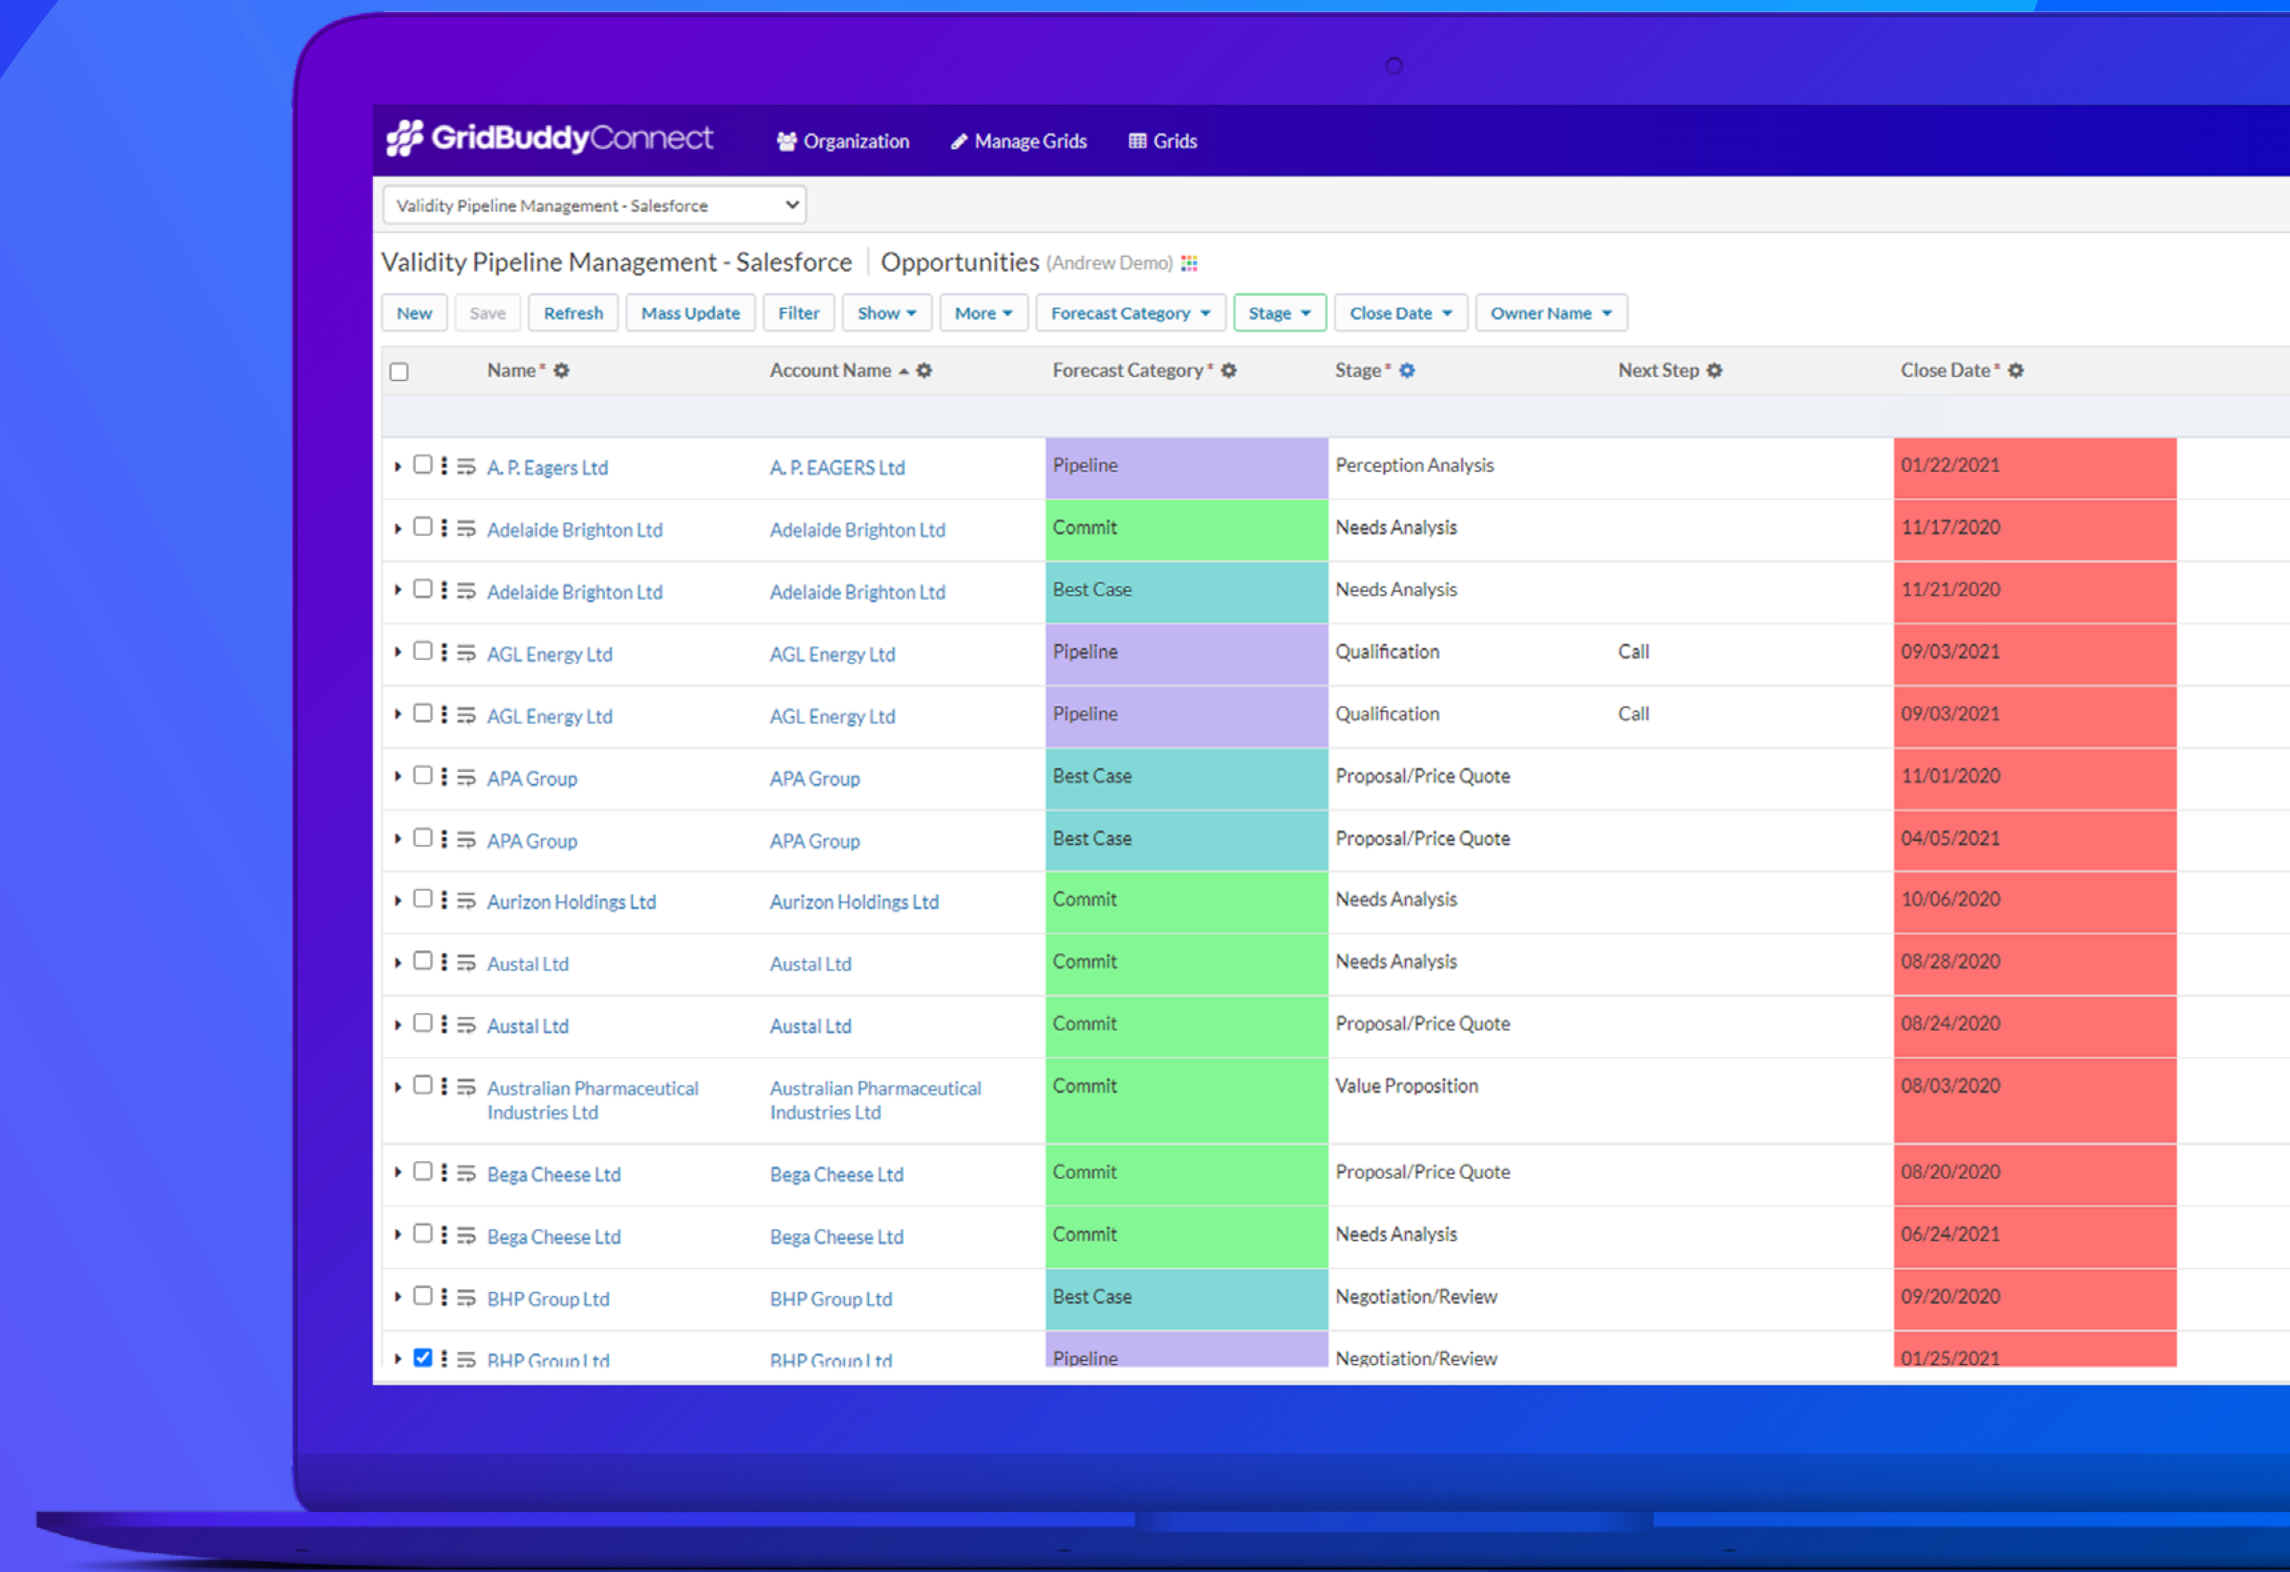 GridBuddyConnect Organization Manage Grids Grids
Validity Pipeline Management - Salesforce
Validity Pipeline Management - Salesforce Opportunities (Andrew Demo)
New Save Refresh Mass Update Filter Show More Forecast Category Stage Close Date Owner Name
Name* Account Name Forecast Category* Stage* Next Step Close Date*
A. P. Eagers Ltd A. P. EAGERS Ltd Pipeline Perception Analysis 01/22/2021
Adelaide Brighton Ltd Adelaide Brighton Ltd Commit Needs Analysis 11/17/2020
Adelaide Brighton Ltd Adelaide Brighton Ltd Best Case Needs Analysis 11/21/2020
AGL Energy Ltd AGL Energy Ltd Pipeline Qualification Call 09/03/2021
AGL Energy Ltd AGL Energy Ltd Pipeline Qualification Call 09/03/2021
APA Group APA Group Best Case Proposal/Price Quote 11/01/2020
APA Group APA Group Best Case Proposal/Price Quote 04/05/2021
Aurizon Holdings Ltd Aurizon Holdings Ltd Commit Needs Analysis 10/06/2020
Austal Ltd Austal Ltd Commit Needs Analysis 08/28/2020
Austal Ltd Austal Ltd Commit Proposal/Price Quote 08/24/2020
Australian Pharmaceutical Australian Pharmaceutical Commit Value Proposition 08/03/2020
Industries Ltd Industries Ltd
Bega Cheese Ltd Bega Cheese Ltd Commit Proposal/Price Quote 08/20/2020
Bega Cheese Ltd Bega Cheese Ltd Commit Needs Analysis 06/24/2021
BHP Group Ltd BHP Group Ltd Best Case Negotiation/Review 09/20/2020
BHP Group Ltd BHP Group Ltd Pipeline Negotiation/Review 01/25/2021